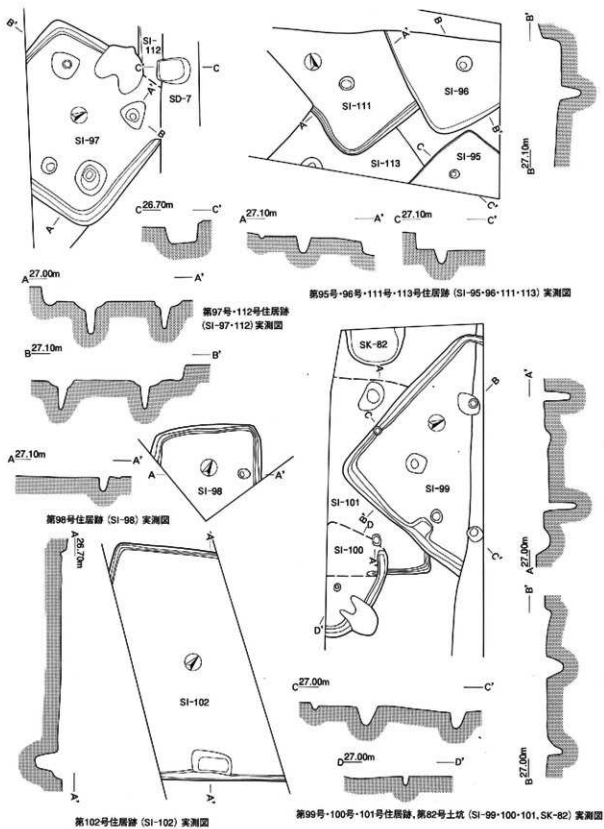 B'
SI-
112
C
C'
C
SD-7
A'
SI-97
B
A
C 26.70m
C'
A 27.00m
A'
第97号・112号住居跡
(SI-97・112) 実測図
B 27.10m
B'
A 27.10m
A'
A
SI-98
A'
第98号住居跡 (SI-98) 実測図
A
26.70m
A'
A
SI-102
A'
第102号住居跡 (SI-102) 実測図
B
A'
SI-96
SI-111
A
SI-113
C
SI-95
B'
C'
B'
27.10m
B
A 27.10m
A'
C 27.10m
C'
第95号・96号・111号・113号住居跡 (SI-95・96・111・113) 実測図
SK-82
A
B
C
SI-99
SI-101
B'
D
SI-100
A'
C'
D'
A'
27.00m
A
B'
27.00m
B
C 27.00m
C'
D 27.00m
D'
第99号・100号・101号住居跡, 第82号土坑 (SI-99・100・101, SK-82) 実測図